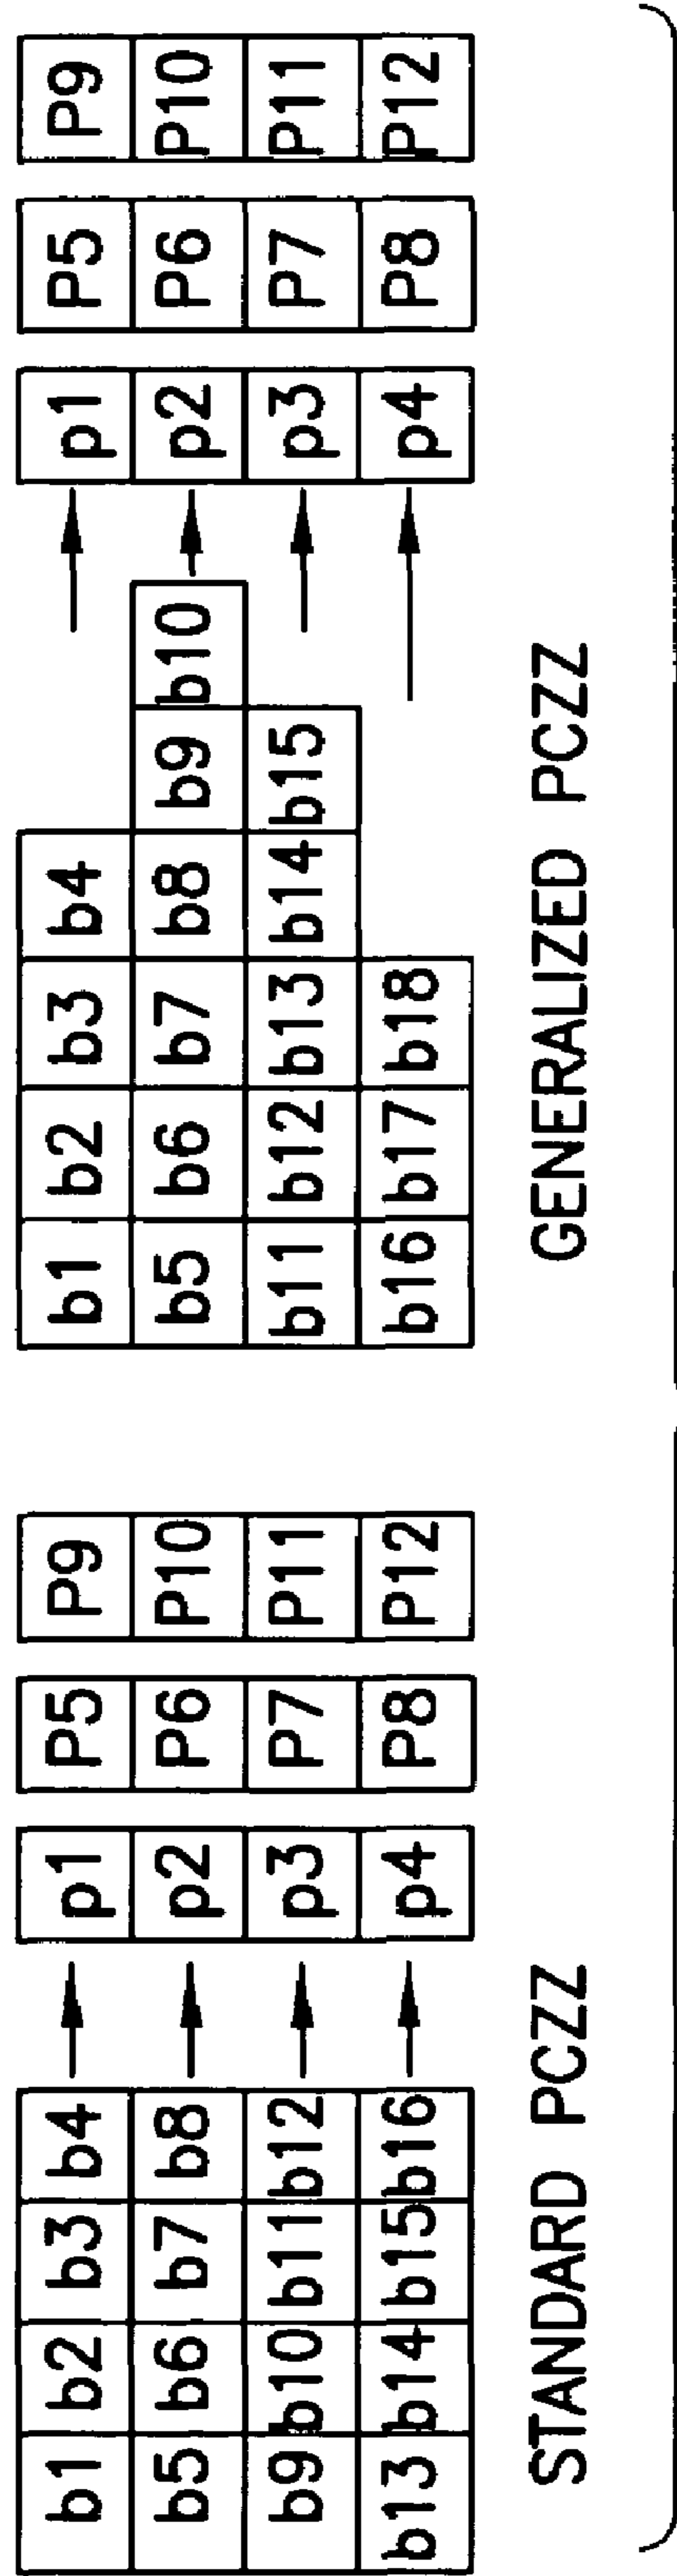 b1 b2 b3 b4 p1 P5 P9
b5 b6 b7 b8 p2 P6 P10
b9 b10 b11 b12 p3 P7 P11
b13 b14 b15 b16 p4 P8 P12
STANDARD PCZZ
b1 b2 b3 b4 p1 P5 P9
b5 b6 b7 b8 b9 b10 p2 P6 P10
b11 b12 b13 b14 b15 p3 P7 P11
b16 b17 b18 p4 P8 P12
GENERALIZED PCZZ